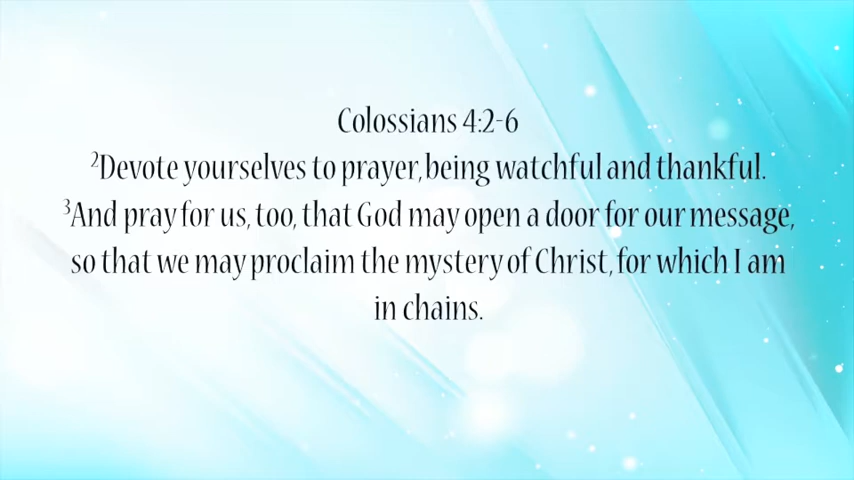 Colossians 4:2-6
²Devote yourselves to prayer, being watchful and thankful.
³And pray for us, too, that God may open a door for our message,
so that we may proclaim the mystery of Christ, for which I am
in chains.